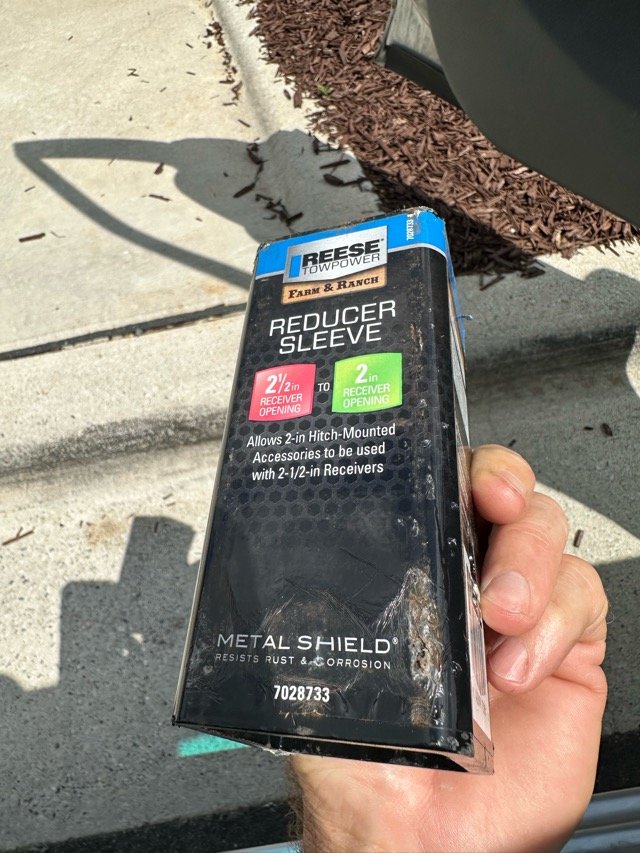 7028733
REESE®
TOWPOWER
FARM & RANCH
REDUCER
SLEEVE
2½in
RECEIVER
OPENING
TO
2in
RECEIVER
OPENING
Allows 2-in Hitch-Mounted
Accessories to be used
with 2-1/2-in Receivers
METAL SHIELD®
RESISTS RUST & CORROSION
7028733